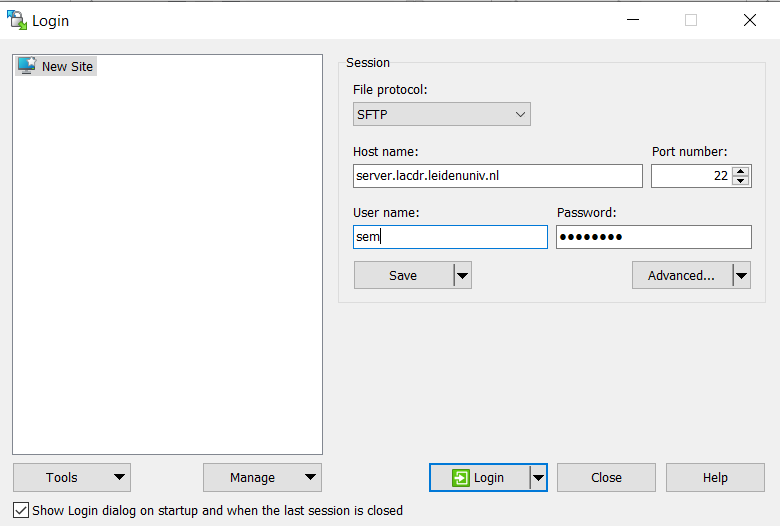 Login
New Site
Session
File protocol:
SFTP
Host name:
Port number:
server.lacdr.leidenuniv.nl
22
User name:
Password:
sem
••••••••
Save
Advanced...
Tools
Manage
Login
Close
Help
Show Login dialog on startup and when the last session is closed